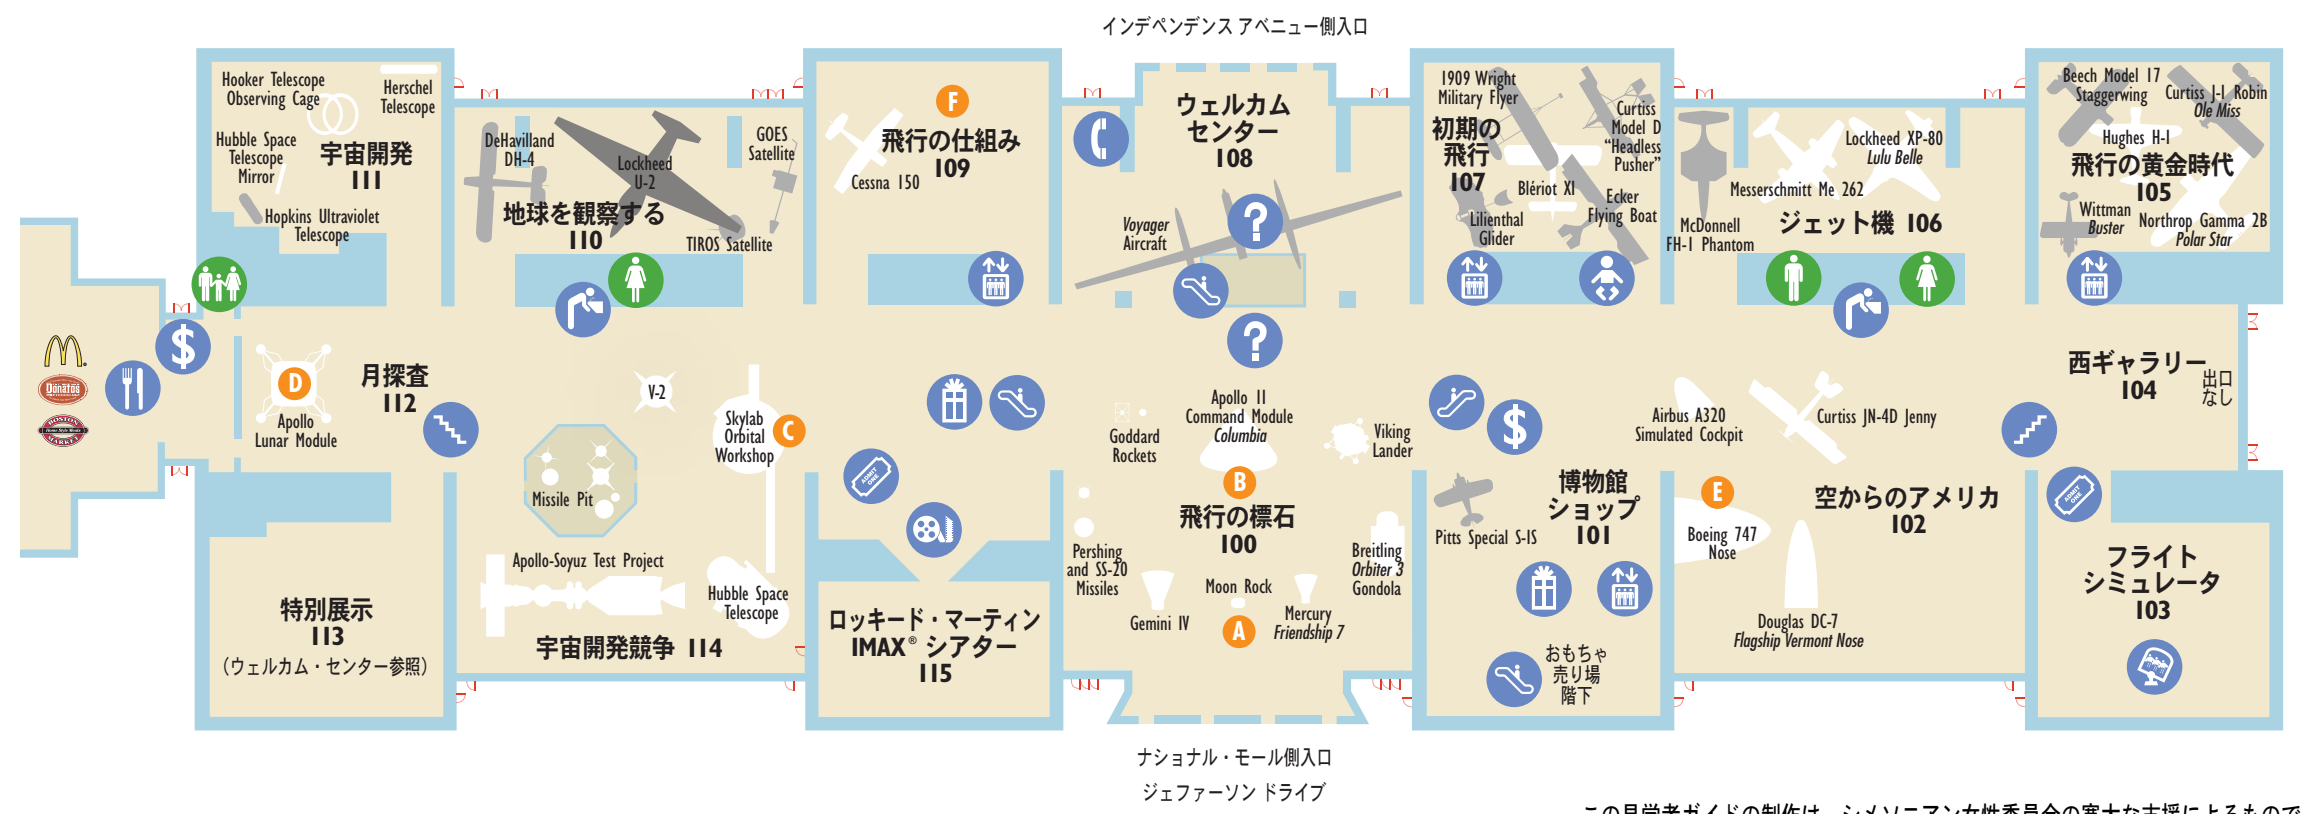 インデペンデンス アベニュー側入口
Hooker Telescope
Observing Cage
Herschel
Telescope
Hubble Space
Telescope
Mirror
宇宙開発
111
Hopkins Ultraviolet
Telescope
DeHavilland
DH-4
Lockheed
U-2
GOES
Satellite
地球を観察する
110
TIROS Satellite
F
飛行の仕組み
109
Cessna 150
ウェルカム
センター
108
Voyager
Aircraft
1909 Wright
Military Flyer
初期の
飛行
107
Curtiss
Model D
“Headless
Pusher”
Blériot XI
Lilienthal
Glider
Ecker
Flying Boat
McDonnell
FH-1 Phantom
Lockheed XP-80
Lulu Belle
Messerschmitt Me 262
ジェット機 106
Beech Model 17
Staggerwing
Curtiss J-1 Robin
Ole Miss
Hughes H-1
飛行の黄金時代
105
Wittman
Buster
Northrop Gamma 2B
Polar Star
Donatos
BOSTON
MARKET
D
Apollo
Lunar Module
月探査
112
V-2
Skylab
Orbital
Workshop
C
Missile Pit
Apollo-Soyuz Test Project
Hubble Space
Telescope
宇宙開発競争 114
特別展示
113
（ウェルカム・センター参照）
ADMIT
ONE
ロッキード・マーティン
IMAX® シアター
115
Goddard
Rockets
Apollo 11
Command Module
Columbia
Viking
Lander
B
飛行の標石
100
Pershing
and SS-20
Missiles
Gemini IV
Moon Rock
A
Mercury
Friendship 7
Breitling
Orbiter 3
Gondola
Pitts Special S-1S
博物館
ショップ
101
おもちゃ
売り場
階下
Airbus A320
Simulated Cockpit
Curtiss JN-4D Jenny
E
Boeing 747
Nose
空からのアメリカ
102
Douglas DC-7
Flagship Vermont Nose
西ギャラリー
104
出口
なし
ADMIT
ONE
フライト
シミュレータ
103
ナショナル・モール側入口
ジェファーソン ドライブ